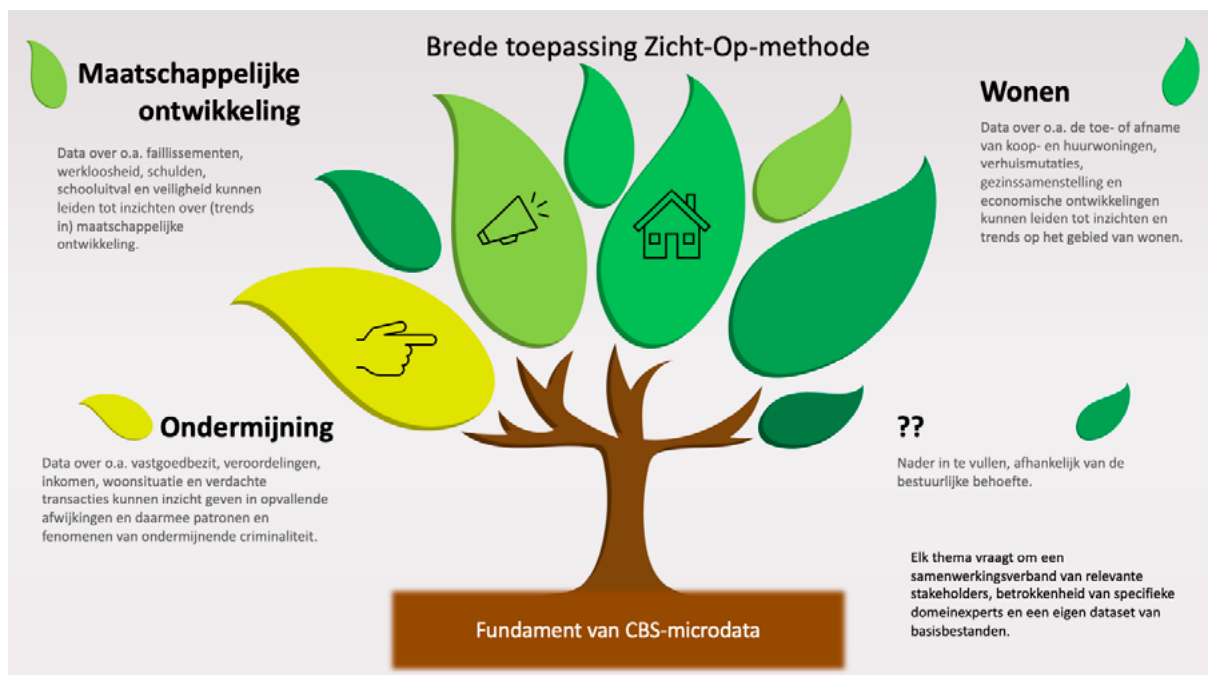 Brede toepassing Zicht-Op-methode
Maatschappelijke
ontwikkeling
Data over o.a. faillissementen,
werkloosheid, schulden,
schooluitval en veiligheid kunnen
leiden tot inzichten over (trends
in) maatschappelijke
ontwikkeling.
Wonen
Data over o.a. de toe- of afname
van koop- en huurwoningen,
verhuismutaties,
gezinssamenstelling en
economische ontwikkelingen
kunnen leiden tot inzichten en
trends op het gebied van wonen.
Ondermijning
Data over o.a. vastgoedbezit, veroordelingen,
inkomen, woonsituatie en verdachte
transacties kunnen inzicht geven in opvallende
afwijkingen en daarmee patronen en
fenomenen van ondermijnende criminaliteit.
??
Nader in te vullen, afhankelijk van de
bestuurlijke behoefte.
Elk thema vraagt om een
samenwerkingsverband van relevante
stakeholders, betrokkenheid van specifieke
domeinexperts en een eigen dataset van
basisbestanden.
Fundament van CBS-microdata